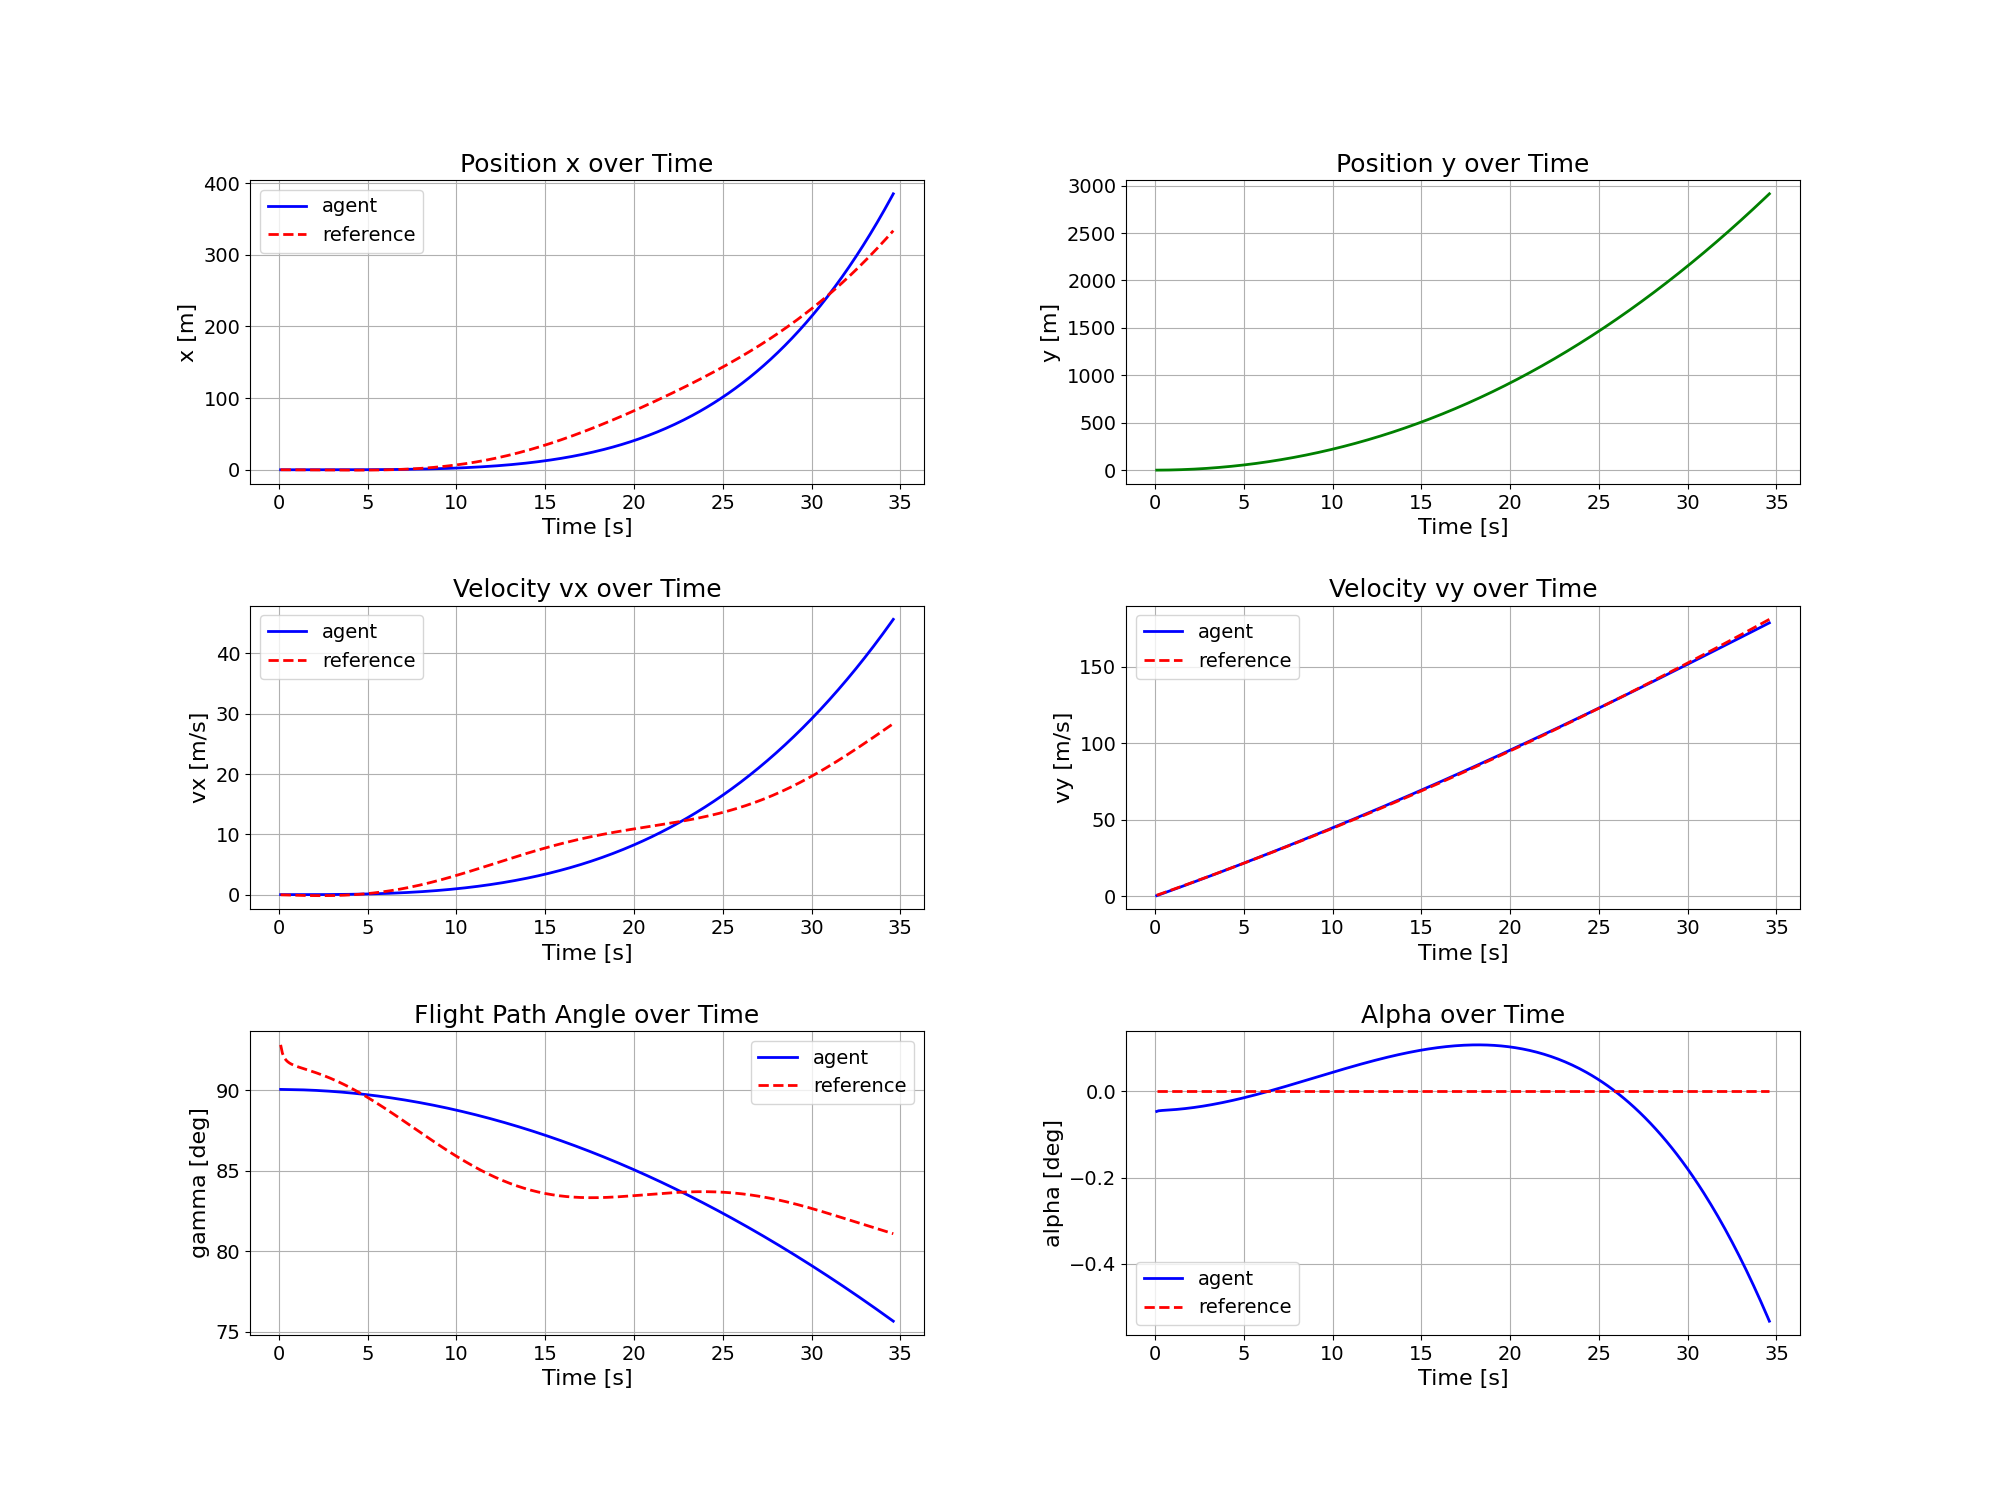 Position x over Time
400
300
200
100
0
x [m]
agent
reference
0 5 10 15 20 25 30 35
Time [s]
Position y over Time
3000
2500
2000
1500
1000
500
0
y [m]
0 5 10 15 20 25 30 35
Time [s]
Velocity vx over Time
40
30
20
10
0
vx [m/s]
agent
reference
0 5 10 15 20 25 30 35
Time [s]
Velocity vy over Time
150
100
50
0
vy [m/s]
agent
reference
0 5 10 15 20 25 30 35
Time [s]
Flight Path Angle over Time
90
85
80
75
gamma [deg]
agent
reference
0 5 10 15 20 25 30 35
Time [s]
Alpha over Time
0.0
−0.2
−0.4
alpha [deg]
agent
reference
0 5 10 15 20 25 30 35
Time [s]